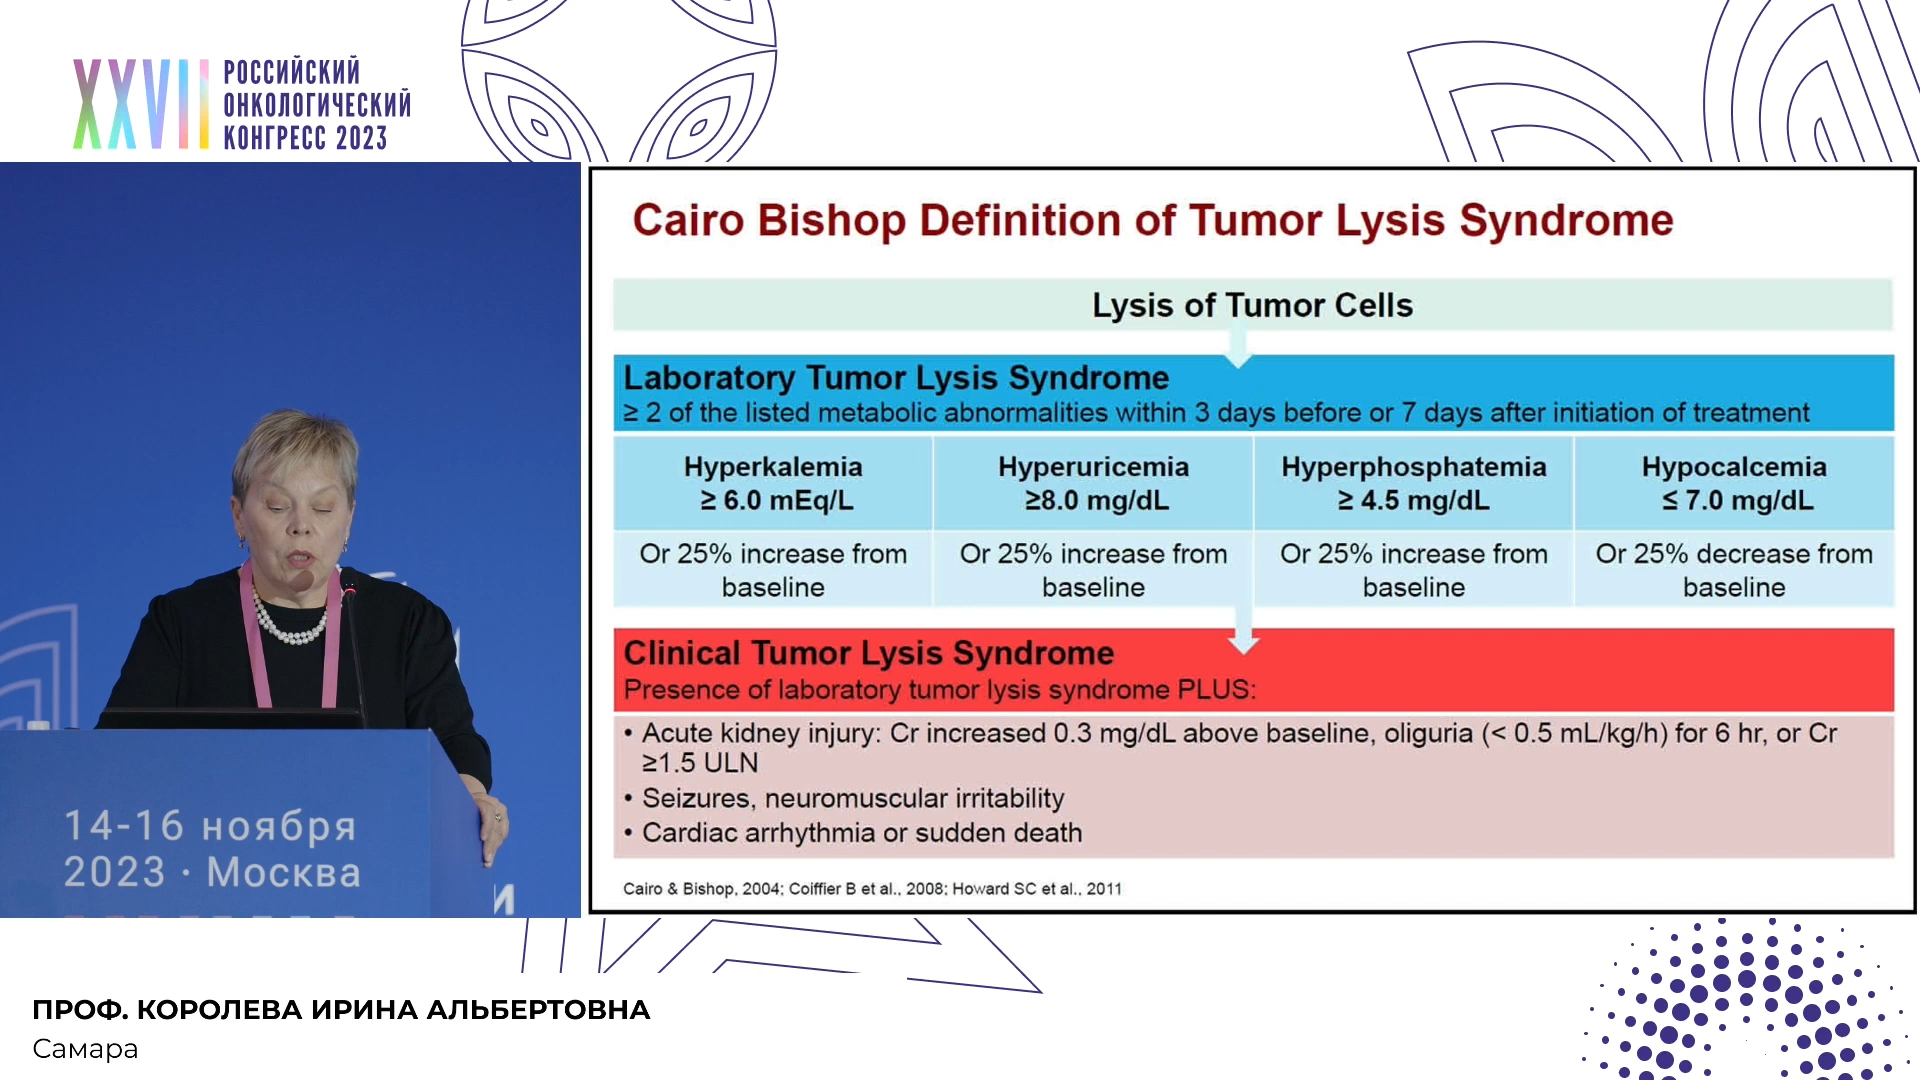 XXVII
РОССИЙСКИЙ
ОНКОЛОГИЧЕСКИЙ
КОНГРЕСС 2023
Cairo Bishop Definition of Tumor Lysis Syndrome
Lysis of Tumor Cells
Laboratory Tumor Lysis Syndrome
≥ 2 of the listed metabolic abnormalities within 3 days before or 7 days after initiation of treatment
Hyperkalemia
≥ 6.0 mEq/L
Hyperuricemia
≥8.0 mg/dL
Hyperphosphatemia
≥ 4.5 mg/dL
Hypocalcemia
≤ 7.0 mg/dL
Or 25% increase from
baseline
Or 25% increase from
baseline
Or 25% increase from
baseline
Or 25% decrease from
baseline
Clinical Tumor Lysis Syndrome
Presence of laboratory tumor lysis syndrome PLUS:
• Acute kidney injury: Cr increased 0.3 mg/dL above baseline, oliguria (< 0.5 mL/kg/h) for 6 hr, or Cr
≥1.5 ULN
• Seizures, neuromuscular irritability
• Cardiac arrhythmia or sudden death
Cairo & Bishop, 2004; Coiffier B et al., 2008; Howard SC et al., 2011
14-16 ноября
2023 · Москва
ПРОФ. КОРОЛЕВА ИРИНА АЛЬБЕРТОВНА
Самара